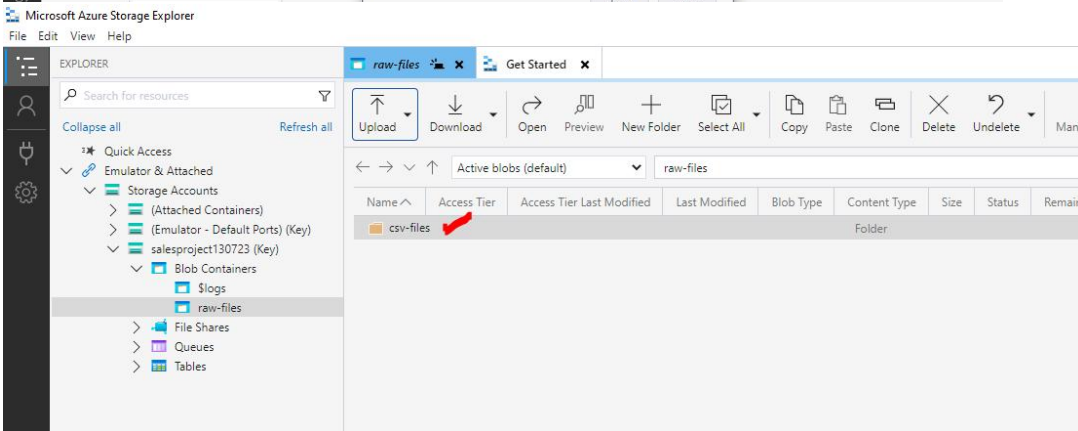 Microsoft Azure Storage Explorer
File Edit View Help
EXPLORER
Search for resources
Collapse all Refresh all
Quick Access
Emulator & Attached
Storage Accounts
(Attached Containers)
(Emulator - Default Ports) (Key)
salesproject130723 (Key)
Blob Containers
$logs
raw-files
File Shares
Queues
Tables
raw-files Get Started
Upload Download Open Preview New Folder Select All Copy Paste Clone Delete Undelete
Active blobs (default) raw-files
Name Access Tier Access Tier Last Modified Last Modified Blob Type Content Type Size Status
csv-files Folder